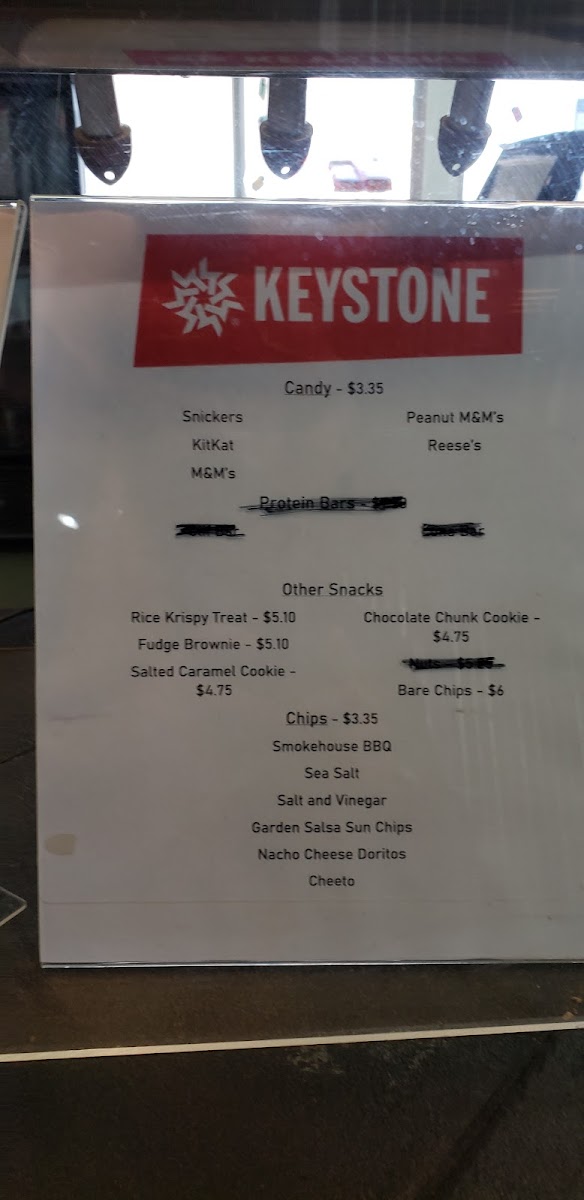 KEYSTONE
Candy - $3.35
Snickers
Peanut M&M's
KitKat
Reese's
M&M's
Protein Bars -
Other Snacks
Rice Krispy Treat - $5.10
Chocolate Chunk Cookie -
$4.75
Fudge Brownie - $5.10
Nuts
Salted Caramel Cookie -
$4.75
Bare Chips - $6
Chips - $3.35
Smokehouse BBQ
Sea Salt
Salt and Vinegar
Garden Salsa Sun Chips
Nacho Cheese Doritos
Cheeto